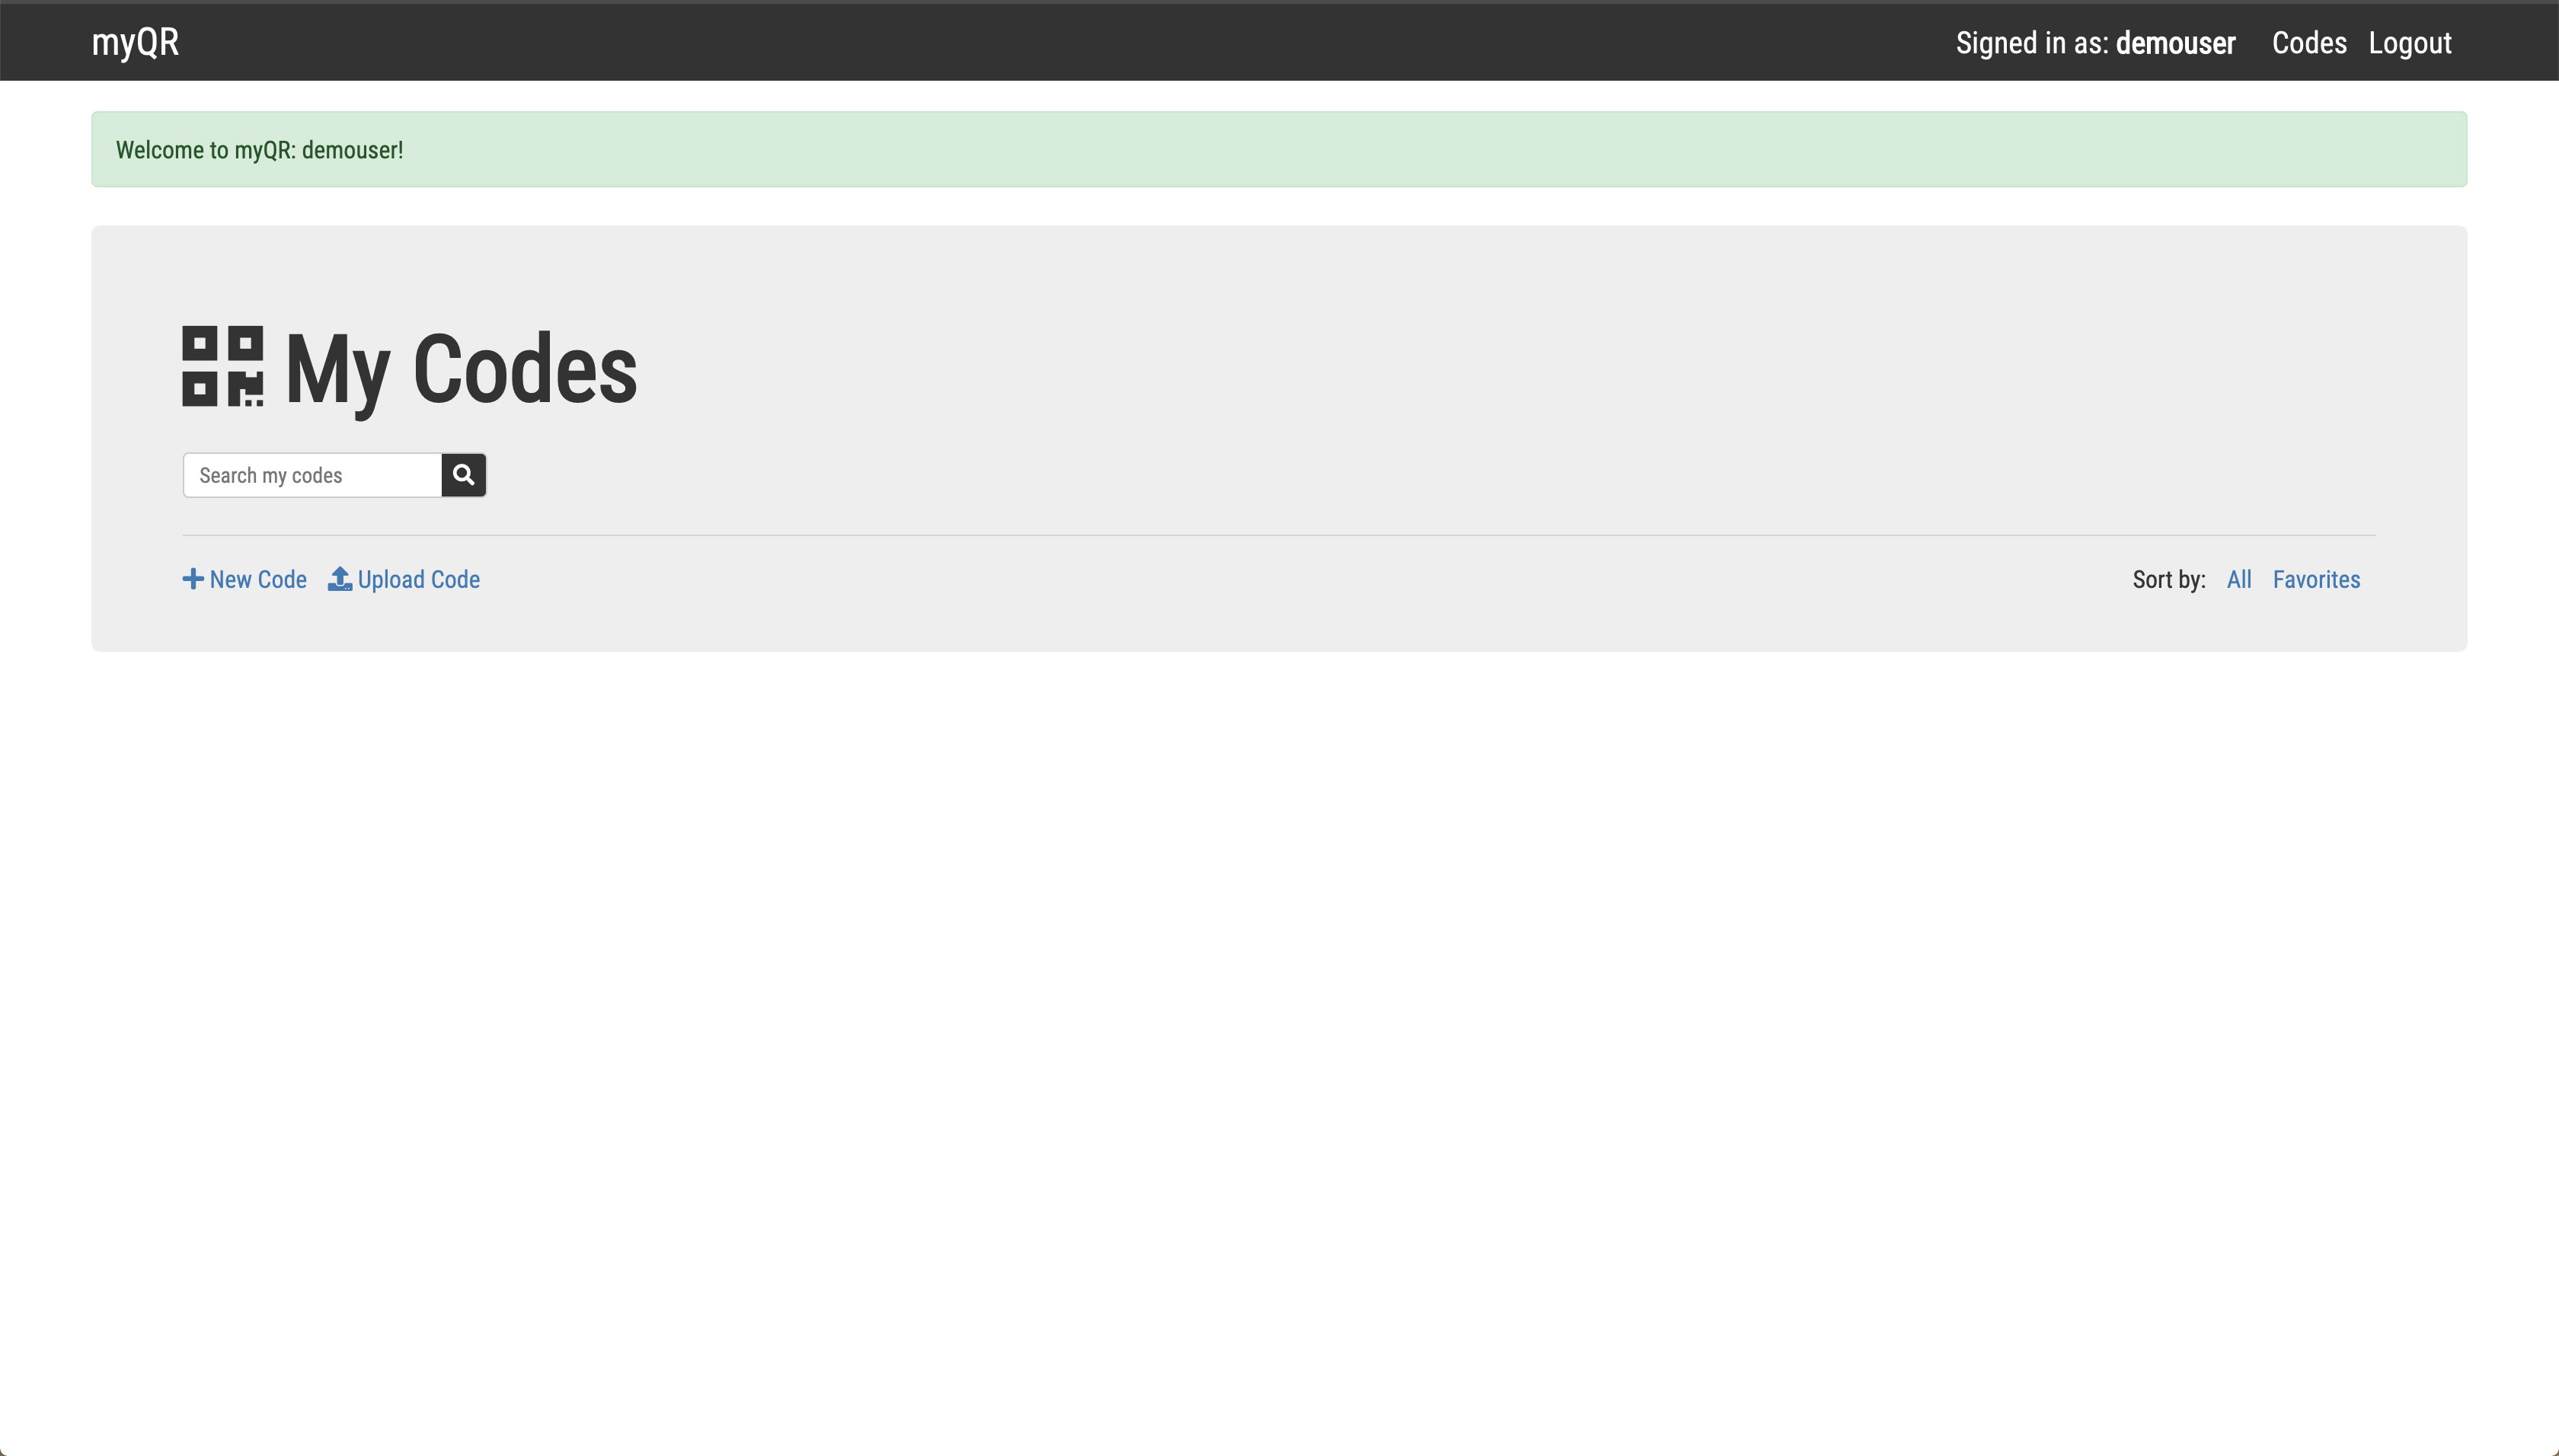 myQR
Signed in as: demouser Codes Logout
Welcome to myQR: demouser!
My Codes
Search my codes
New Code Upload Code
Sort by: All Favorites